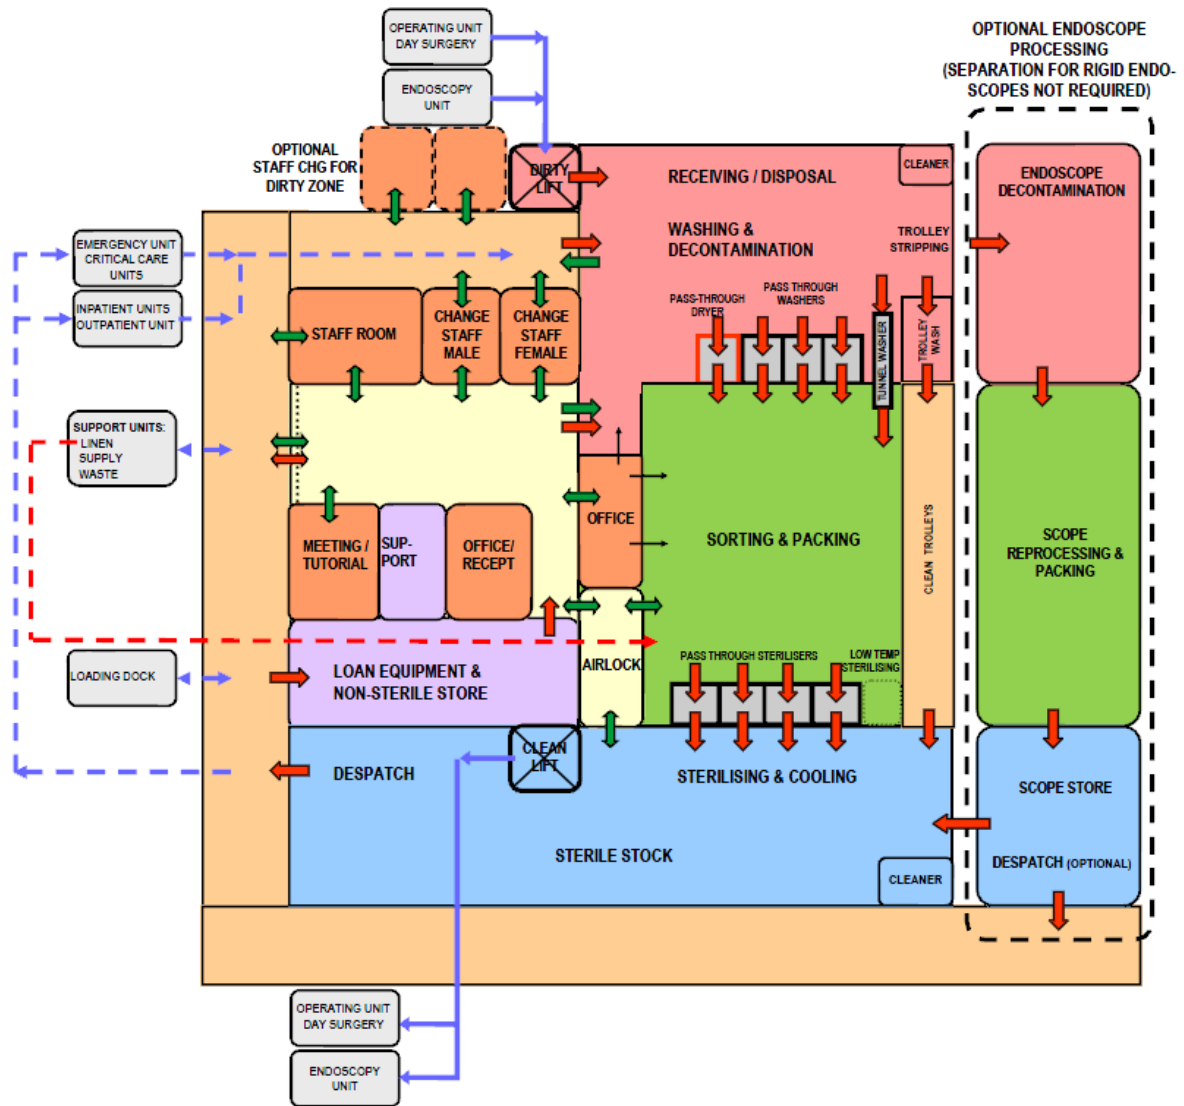 OPERATING UNIT
DAY SURGERY
ENDOSCOPY
UNIT
OPTIONAL ENDOSCOPE
PROCESSING
(SEPARATION FOR RIGID ENDO-
SCOPES NOT REQUIRED)
OPTIONAL
STAFF CHG FOR
DIRTY ZONE
DIRTY
LIFT
RECEIVING / DISPOSAL
CLEANER
ENDOSCOPE
DECONTAMINATION
WASHING &
DECONTAMINATION
TROLLEY
STRIPPING
EMERGENCY UNIT
CRITICAL CARE
UNITS
INPATIENT UNITS
OUTPATIENT UNIT
PASS-THROUGH
DRYER
PASS THROUGH
WASHERS
STAFF ROOM
CHANGE
STAFF
MALE
CHANGE
STAFF
FEMALE
TUNNEL WASHER
TROLLEY
WASH
SUPPORT UNITS:
LINEN
SUPPLY
WASTE
OFFICE
SORTING & PACKING
CLEAN TROLLEYS
SCOPE
REPROCESSING &
PACKING
MEETING /
TUTORIAL
SUP-
PORT
OFFICE/
RECEPT
LOADING DOCK
LOAN EQUIPMENT &
NON-STERILE STORE
AIRLOCK
PASS THROUGH STERILISERS
LOW TEMP
STERILISING
DESPATCH
CLEAN
LIFT
STERILISING & COOLING
SCOPE STORE
STERILE STOCK
CLEANER
DESPATCH (OPTIONAL)
OPERATING UNIT
DAY SURGERY
ENDOSCOPY
UNIT